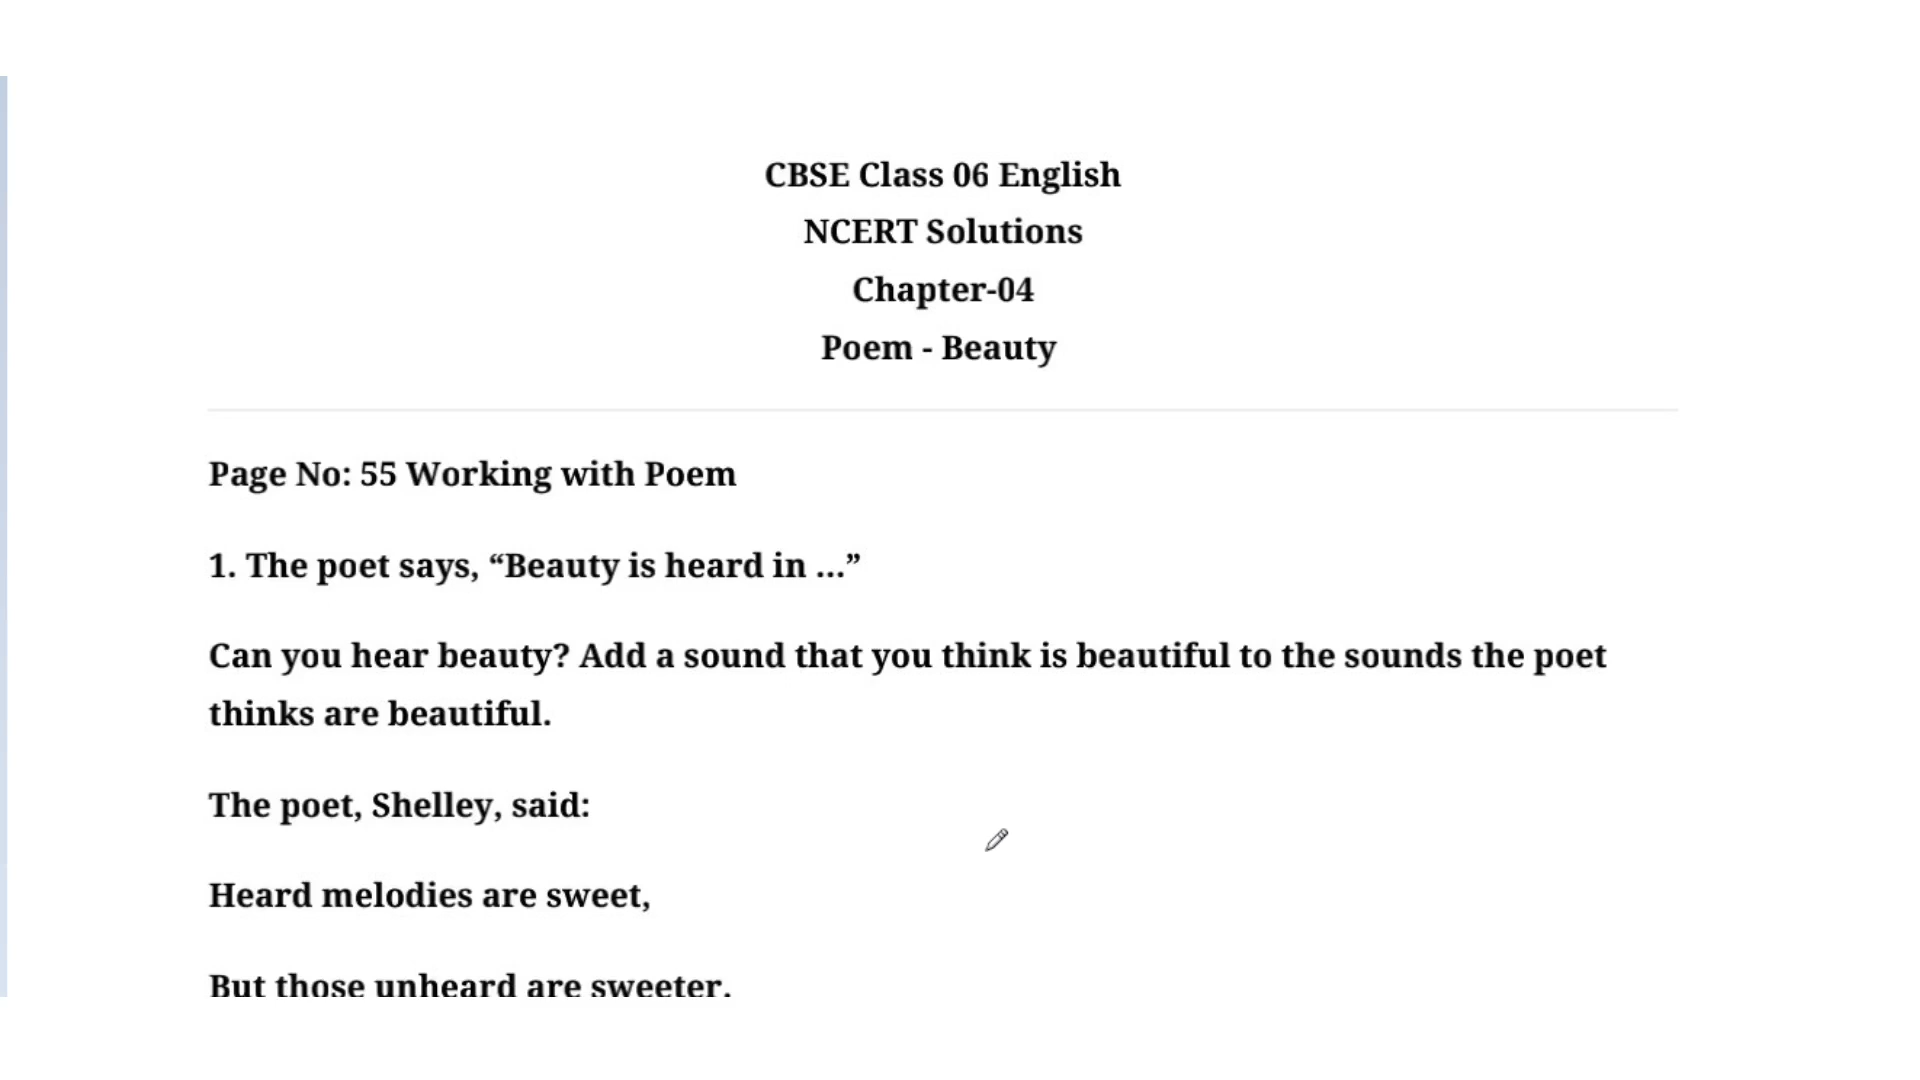 CBSE Class 06 English
NCERT Solutions
Chapter-04
Poem - Beauty
Page No: 55 Working with Poem
1. The poet says, “Beauty is heard in ...”
Can you hear beauty? Add a sound that you think is beautiful to the sounds the poet
thinks are beautiful.
The poet, Shelley, said:
Heard melodies are sweet,
But those unheard are sweeter.